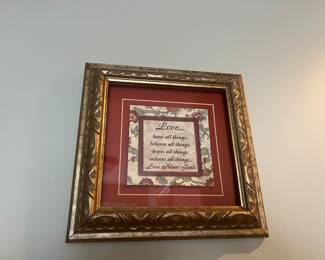 Love...
bears all things,
believes all things,
hopes all things,
endures all things...
Love Never Fails.